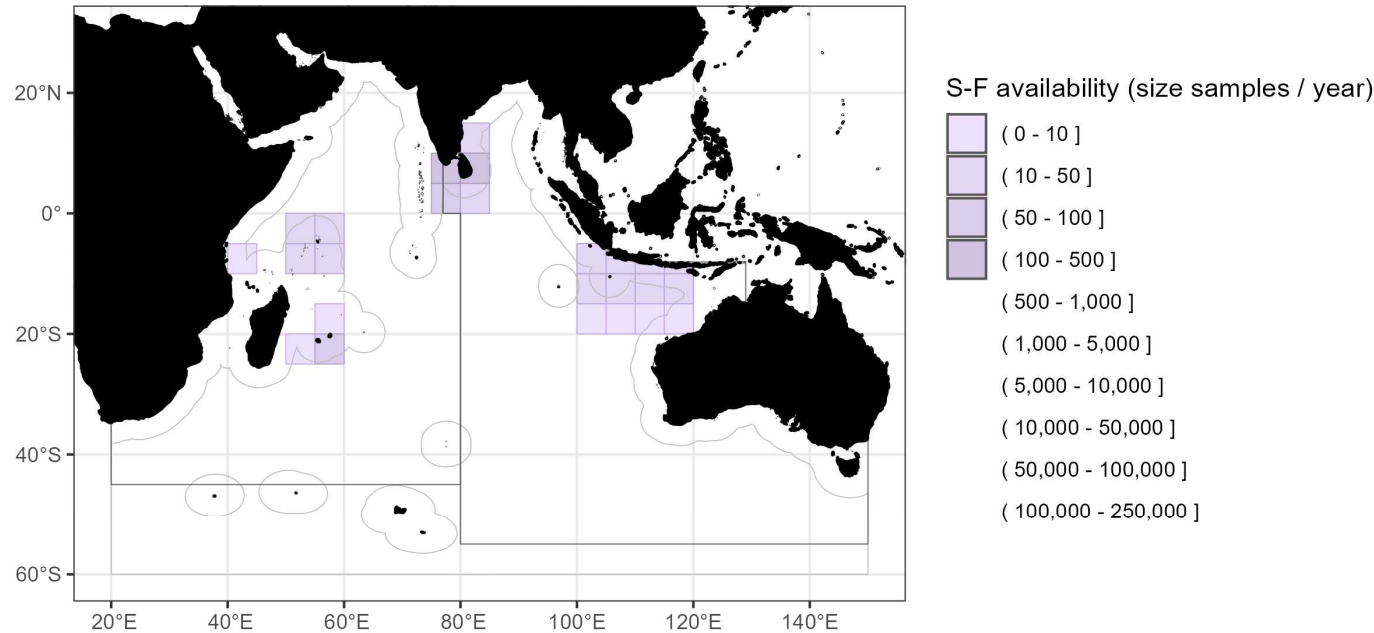 S-F availability (size samples / year)
( 0 - 10 ]
( 10 - 50 ]
( 50 - 100 ]
( 100 - 500 ]
( 500 - 1,000 ]
( 1,000 - 5,000 ]
( 5,000 - 10,000 ]
( 10,000 - 50,000 ]
( 50,000 - 100,000 ]
( 100,000 - 250,000 ]
20°N
0°
20°S
40°S
60°S
20°E 40°E 60°E 80°E 100°E 120°E 140°E